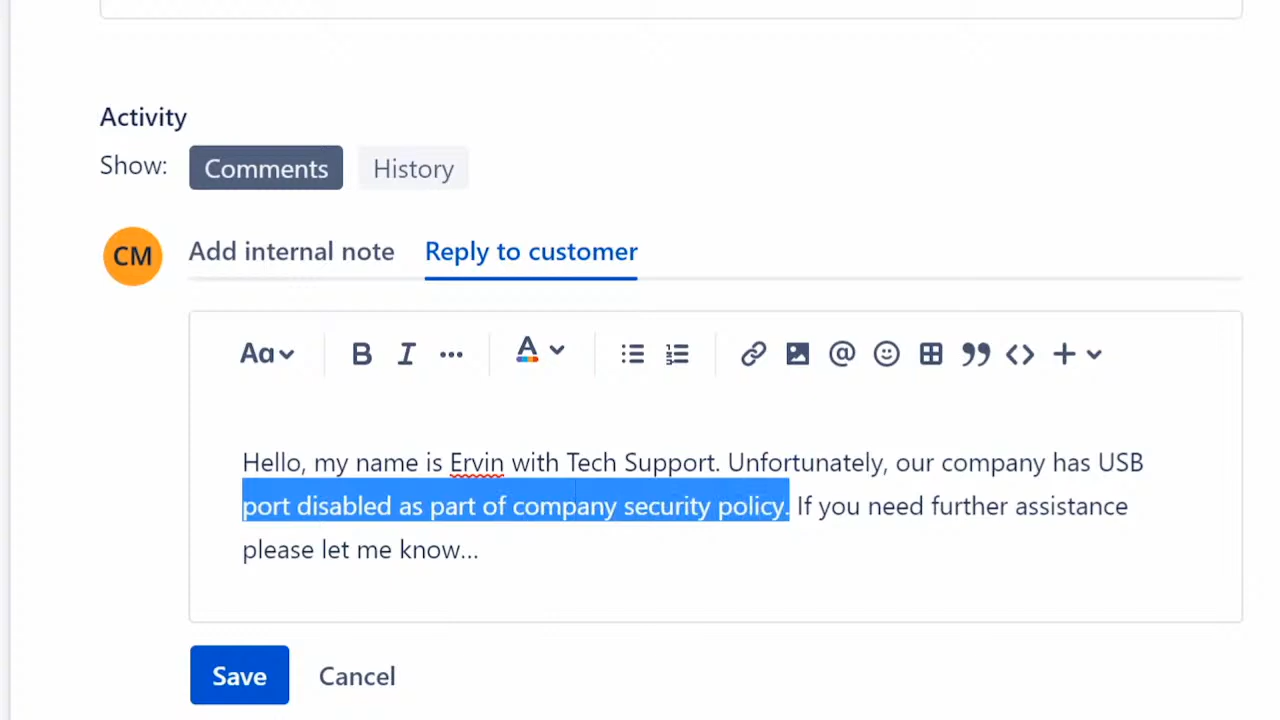 Activity
Show: Comments History
CM Add internal note Reply to customer
Aa B I ... A @ <> +
Hello, my name is Ervin with Tech Support. Unfortunately, our company has USB
port disabled as part of company security policy. If you need further assistance
please let me know...
Save Cancel